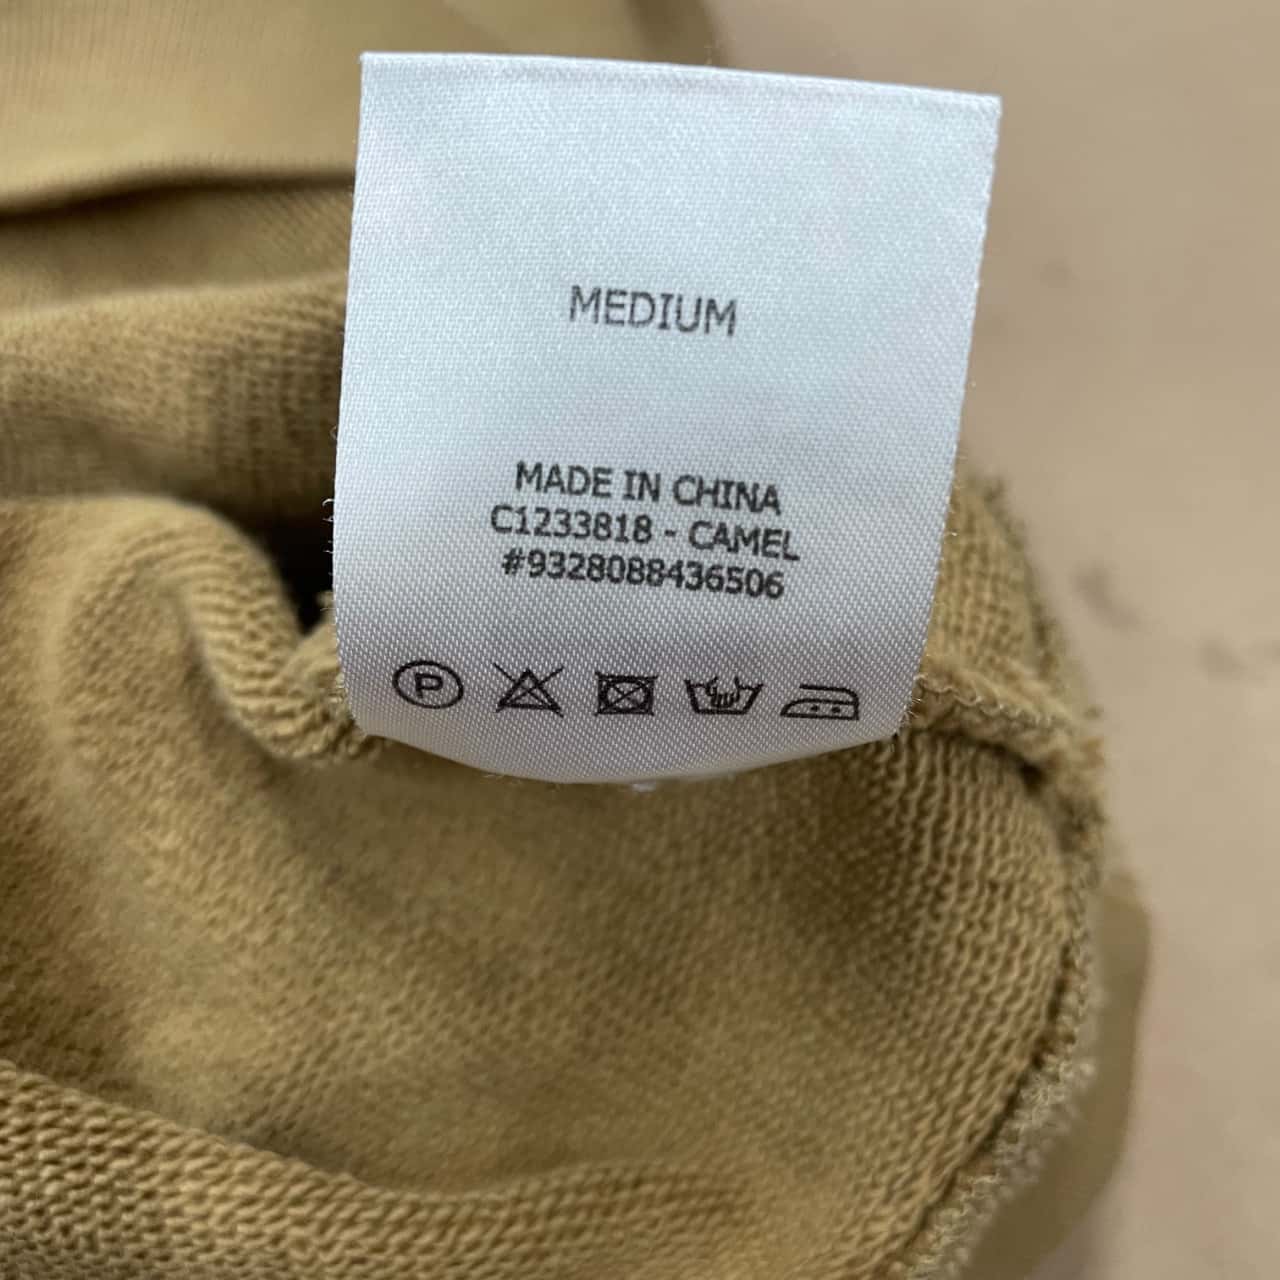 MEDIUM
MADE IN CHINA
C1233818 - CAMEL
#9328088436506
P